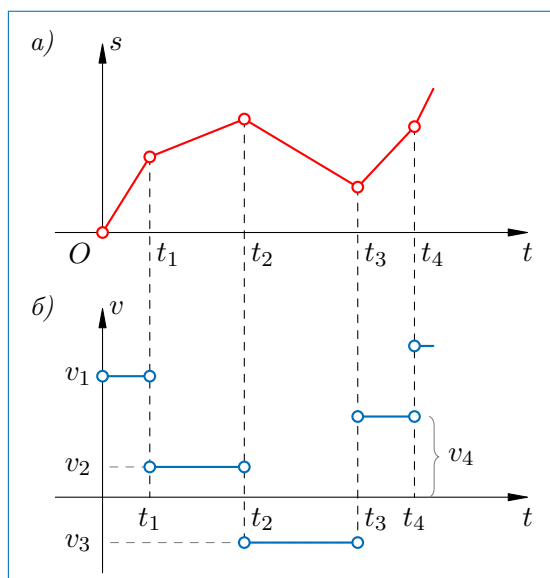 а) s
O t₁ t₂ t₃ t₄ t
б) v
v₁
v₄
v₂
t₁ t₂ t₃ t₄ t
v₃